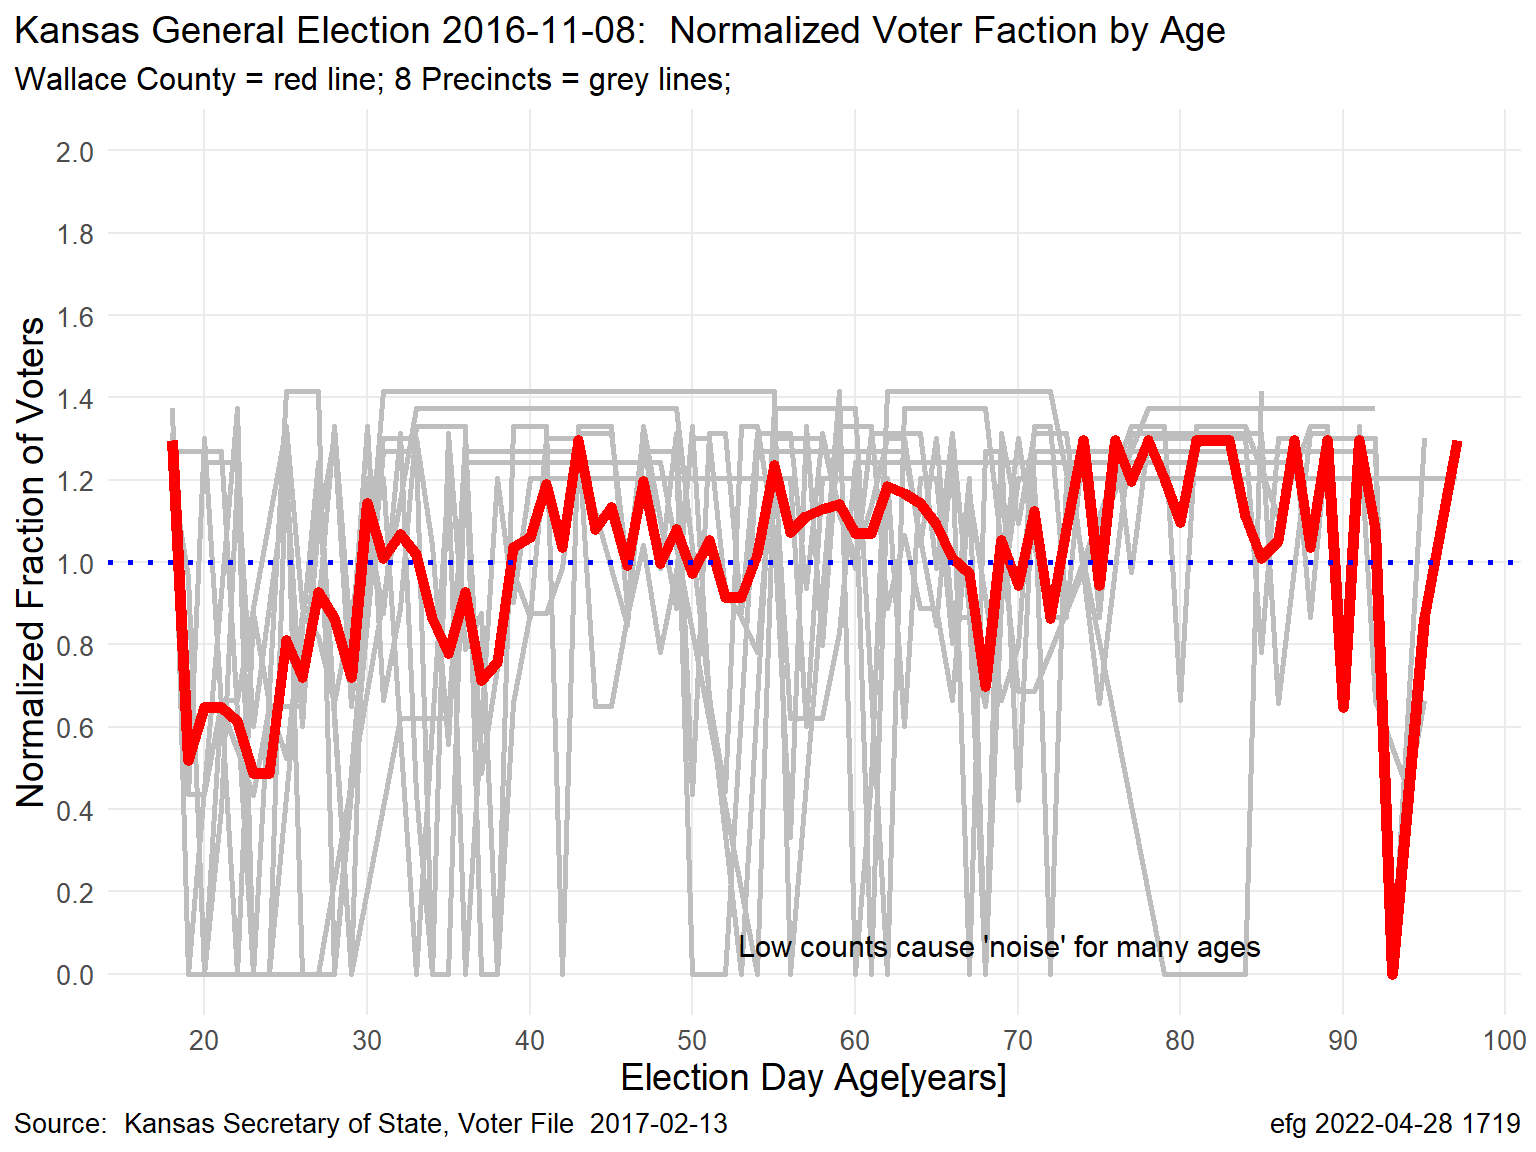 Kansas General Election 2016-11-08:  Normalized Voter Faction by Age
Wallace County = red line; 8 Precincts = grey lines;
Normalized Fraction of Voters
2.0
1.8
1.6
1.4
1.2
1.0
0.8
0.6
0.4
0.2
0.0
Low counts cause 'noise' for many ages
20 30 40 50 60 70 80 90 100
Election Day Age[years]
Source:  Kansas Secretary of State, Voter File  2017-02-13
efg 2022-04-28 1719